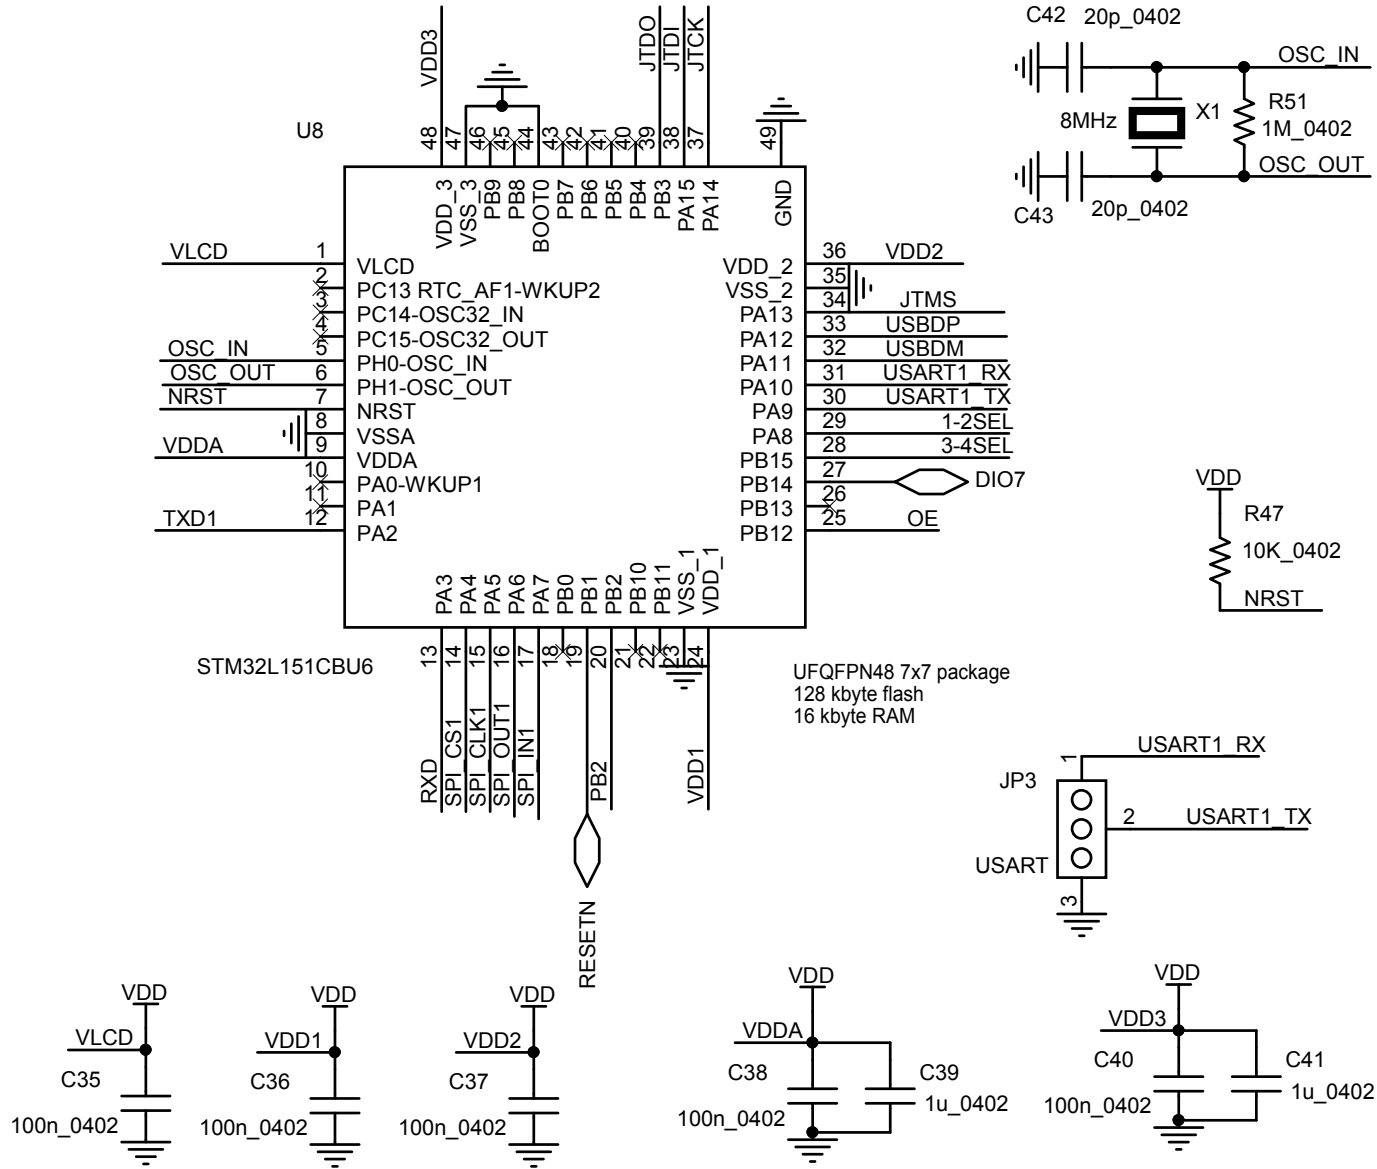 C42 20p_0402
OSC_IN
8MHz X1
R51
1M_0402
OSC_OUT
C43 20p_0402
U8
VDD3 JTDO JTDI JTCK
48 47 46 45 44 43 42 41 40 39 38 37 49
VDD_3 VSS_3 PB9 PB8 BOOT0 PB7 PB6 PB5 PB4 PB3 PA15 PA14 GND
VLCD 1 VLCD
2 PC13 RTC_AF1-WKUP2
3 PC14-OSC32_IN
4 PC15-OSC32_OUT
OSC_IN 5 PH0-OSC_IN
OSC_OUT 6 PH1-OSC_OUT
NRST 7 NRST
8 VSSA
VDDA 9 VDDA
10 PA0-WKUP1
11 PA1
TXD1 12 PA2
VDD_2 36 VDD2
VSS_2 35
PA13 34 JTMS
PA12 33 USBDP
PA11 32 USBDM
PA10 31 USART1_RX
PA9 30 USART1_TX
PA8 29 1-2SEL
PB15 28 3-4SEL
PB14 27 DIO7
PB13 26
PB12 25 OE
PA3 PA4 PA5 PA6 PA7 PB0 PB1 PB2 PB10 PB11 VSS_1 VDD_1
13 14 15 16 17 18 19 20 21 22 23 24
RXD SPI_CS1 SPI_CLK1 SPI_OUT1 SPI_IN1 PB2 VDD1
RESETN
STM32L151CBU6
UFQFPN48 7x7 package
128 kbyte flash
16 kbyte RAM
VDD
R47
10K_0402
NRST
JP3
USART
1 USART1_RX
2 USART1_TX
3
VDD
VLCD
C35
100n_0402
VDD
VDD1
C36
100n_0402
VDD
VDD2
C37
100n_0402
VDD
VDDA
C38 C39
100n_0402 1u_0402
VDD
VDD3
C40 C41
100n_0402 1u_0402